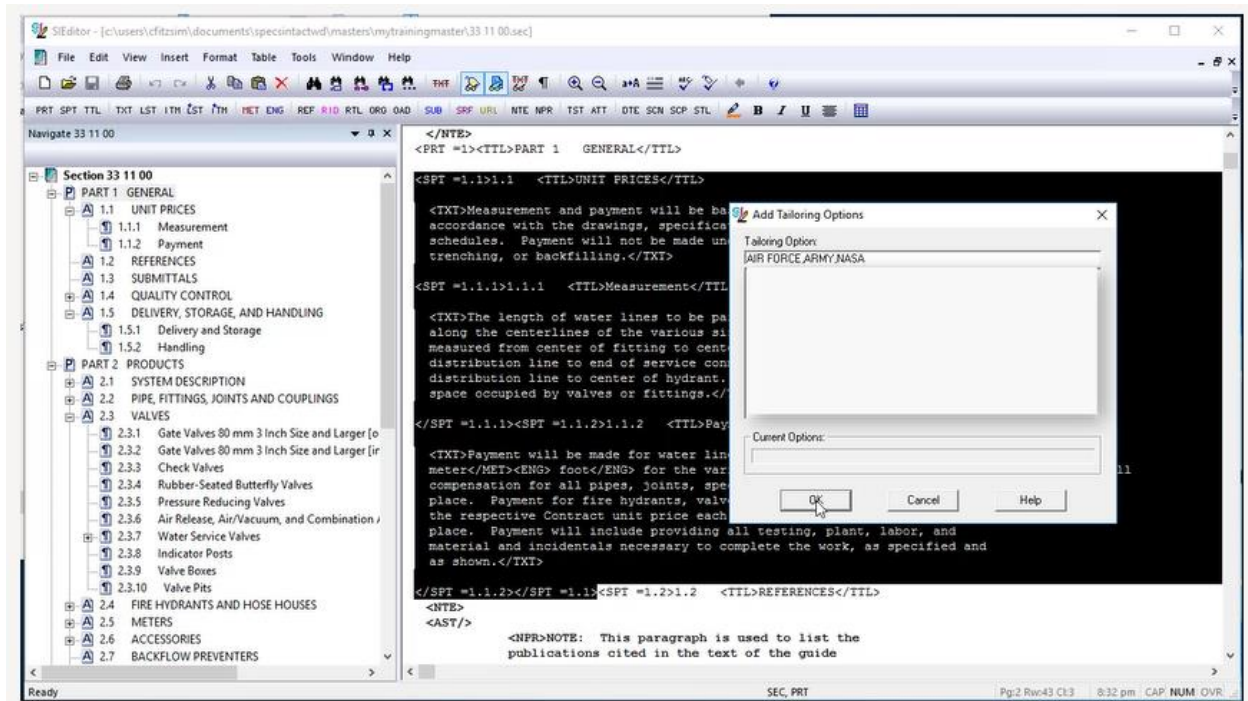 SIEditor - [c:\users\cfitzsim\documents\specsintactwd\masters\mytrainingmaster\33 11 00.sec]
File Edit View Insert Format Table Tools Window Help
PRT SPT TTL TXT LST ITM LST ITM MET ENG REF RID RTL ORG OAD SUB SRF URL NTE NPR TST ATT DTE SCN SCP STL B I U
Navigate 33 11 00
Section 33 11 00
PART 1 GENERAL
1.1 UNIT PRICES
1.1.1 Measurement
1.1.2 Payment
1.2 REFERENCES
1.3 SUBMITTALS
1.4 QUALITY CONTROL
1.5 DELIVERY, STORAGE, AND HANDLING
1.5.1 Delivery and Storage
1.5.2 Handling
PART 2 PRODUCTS
2.1 SYSTEM DESCRIPTION
2.2 PIPE, FITTINGS, JOINTS AND COUPLINGS
2.3 VALVES
2.3.1 Gate Valves 80 mm 3 Inch Size and Larger [o
2.3.2 Gate Valves 80 mm 3 Inch Size and Larger [ir
2.3.3 Check Valves
2.3.4 Rubber-Seated Butterfly Valves
2.3.5 Pressure Reducing Valves
2.3.6 Air Release, Air/Vacuum, and Combination
2.3.7 Water Service Valves
2.3.8 Indicator Posts
2.3.9 Valve Boxes
2.3.10 Valve Pits
2.4 FIRE HYDRANTS AND HOSE HOUSES
2.5 METERS
2.6 ACCESSORIES
2.7 BACKFLOW PREVENTERS
</NTE>
<PRT =1><TTL>PART 1 GENERAL</TTL>
<SPT =1.1>1.1 <TTL>UNIT PRICES</TTL>
<TXT>Measurement and payment will be ba
accordance with the drawings, specifica
schedules. Payment will not be made un
trenching, or backfilling.</TXT>
<SPT =1.1.1>1.1.1 <TTL>Measurement</TTL
<TXT>The length of water lines to be pa
along the centerlines of the various si
measured from center of fitting to cent
distribution line to end of service con
distribution line to center of hydrant.
space occupied by valves or fittings.</
</SPT =1.1.1><SPT =1.1.2>1.1.2 <TTL>Pay
<TXT>Payment will be made for water lin
meter</MET><ENG> foot</ENG> for the var ll
compensation for all pipes, joints, spe
place. Payment for fire hydrants, valv
the respective Contract unit price each
place. Payment will include providing all testing, plant, labor, and
material and incidentals necessary to complete the work, as specified and
as shown.</TXT>
</SPT =1.1.2></SPT =1.1><SPT =1.2>1.2 <TTL>REFERENCES</TTL>
<NTE>
<AST/>
<NPR>NOTE: This paragraph is used to list the
publications cited in the text of the guide
Add Tailoring Options
Tailoring Option:
AIR FORCE,ARMY,NASA
Current Options:
OK Cancel Help
Ready SEC, PRT Pg:2 Rw:43 Cl:3 8:32 pm CAP NUM OVR